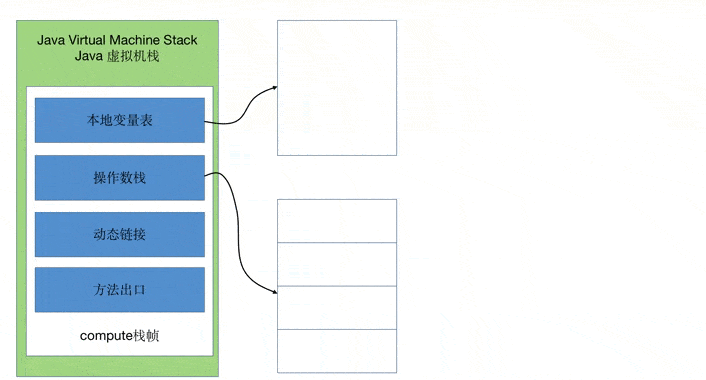 Java Virtual Machine Stack
Java 虚拟机栈
本地变量表
操作数栈
动态链接
方法出口
compute栈帧